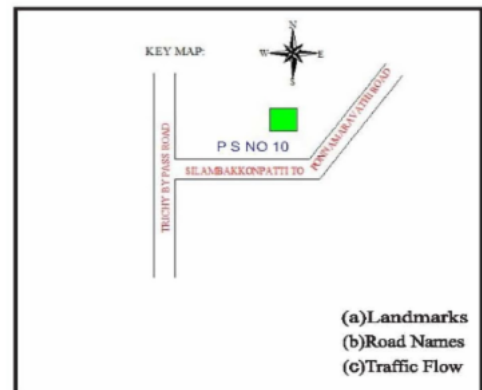 KEY MAP:
N
W
E
S
P S NO 10
TRICHY BY PASS ROAD
SILAMBAKKONPATTI TO
PONNAMARAVATHI ROAD
(a)Landmarks
(b)Road Names
(c)Traffic Flow